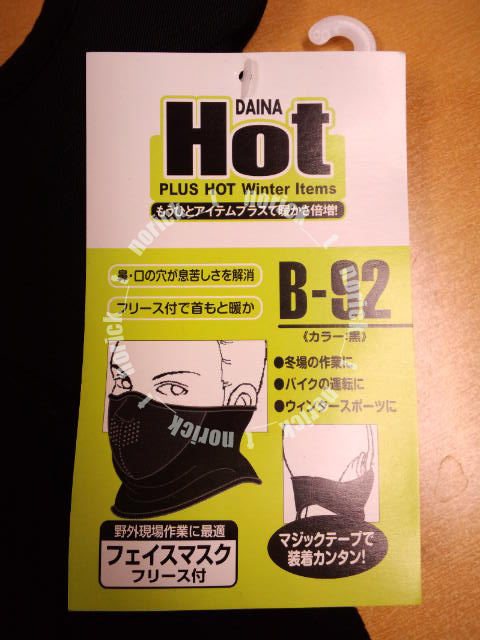 DAINA
Hot
PLUS HOT Winter Items
もうひとアイテムプラスで暖かさ倍増!
鼻・口の穴が息苦しさを解消
フリース付で首もと暖か
B-92
《カラー:黒》
●冬場の作業に
●バイクの運転に
●ウィンタースポーツに
野外現場作業に最適
フェイスマスク
フリース付
マジックテープで
装着カンタン!
norick
norick
norick
norick
norick
norick